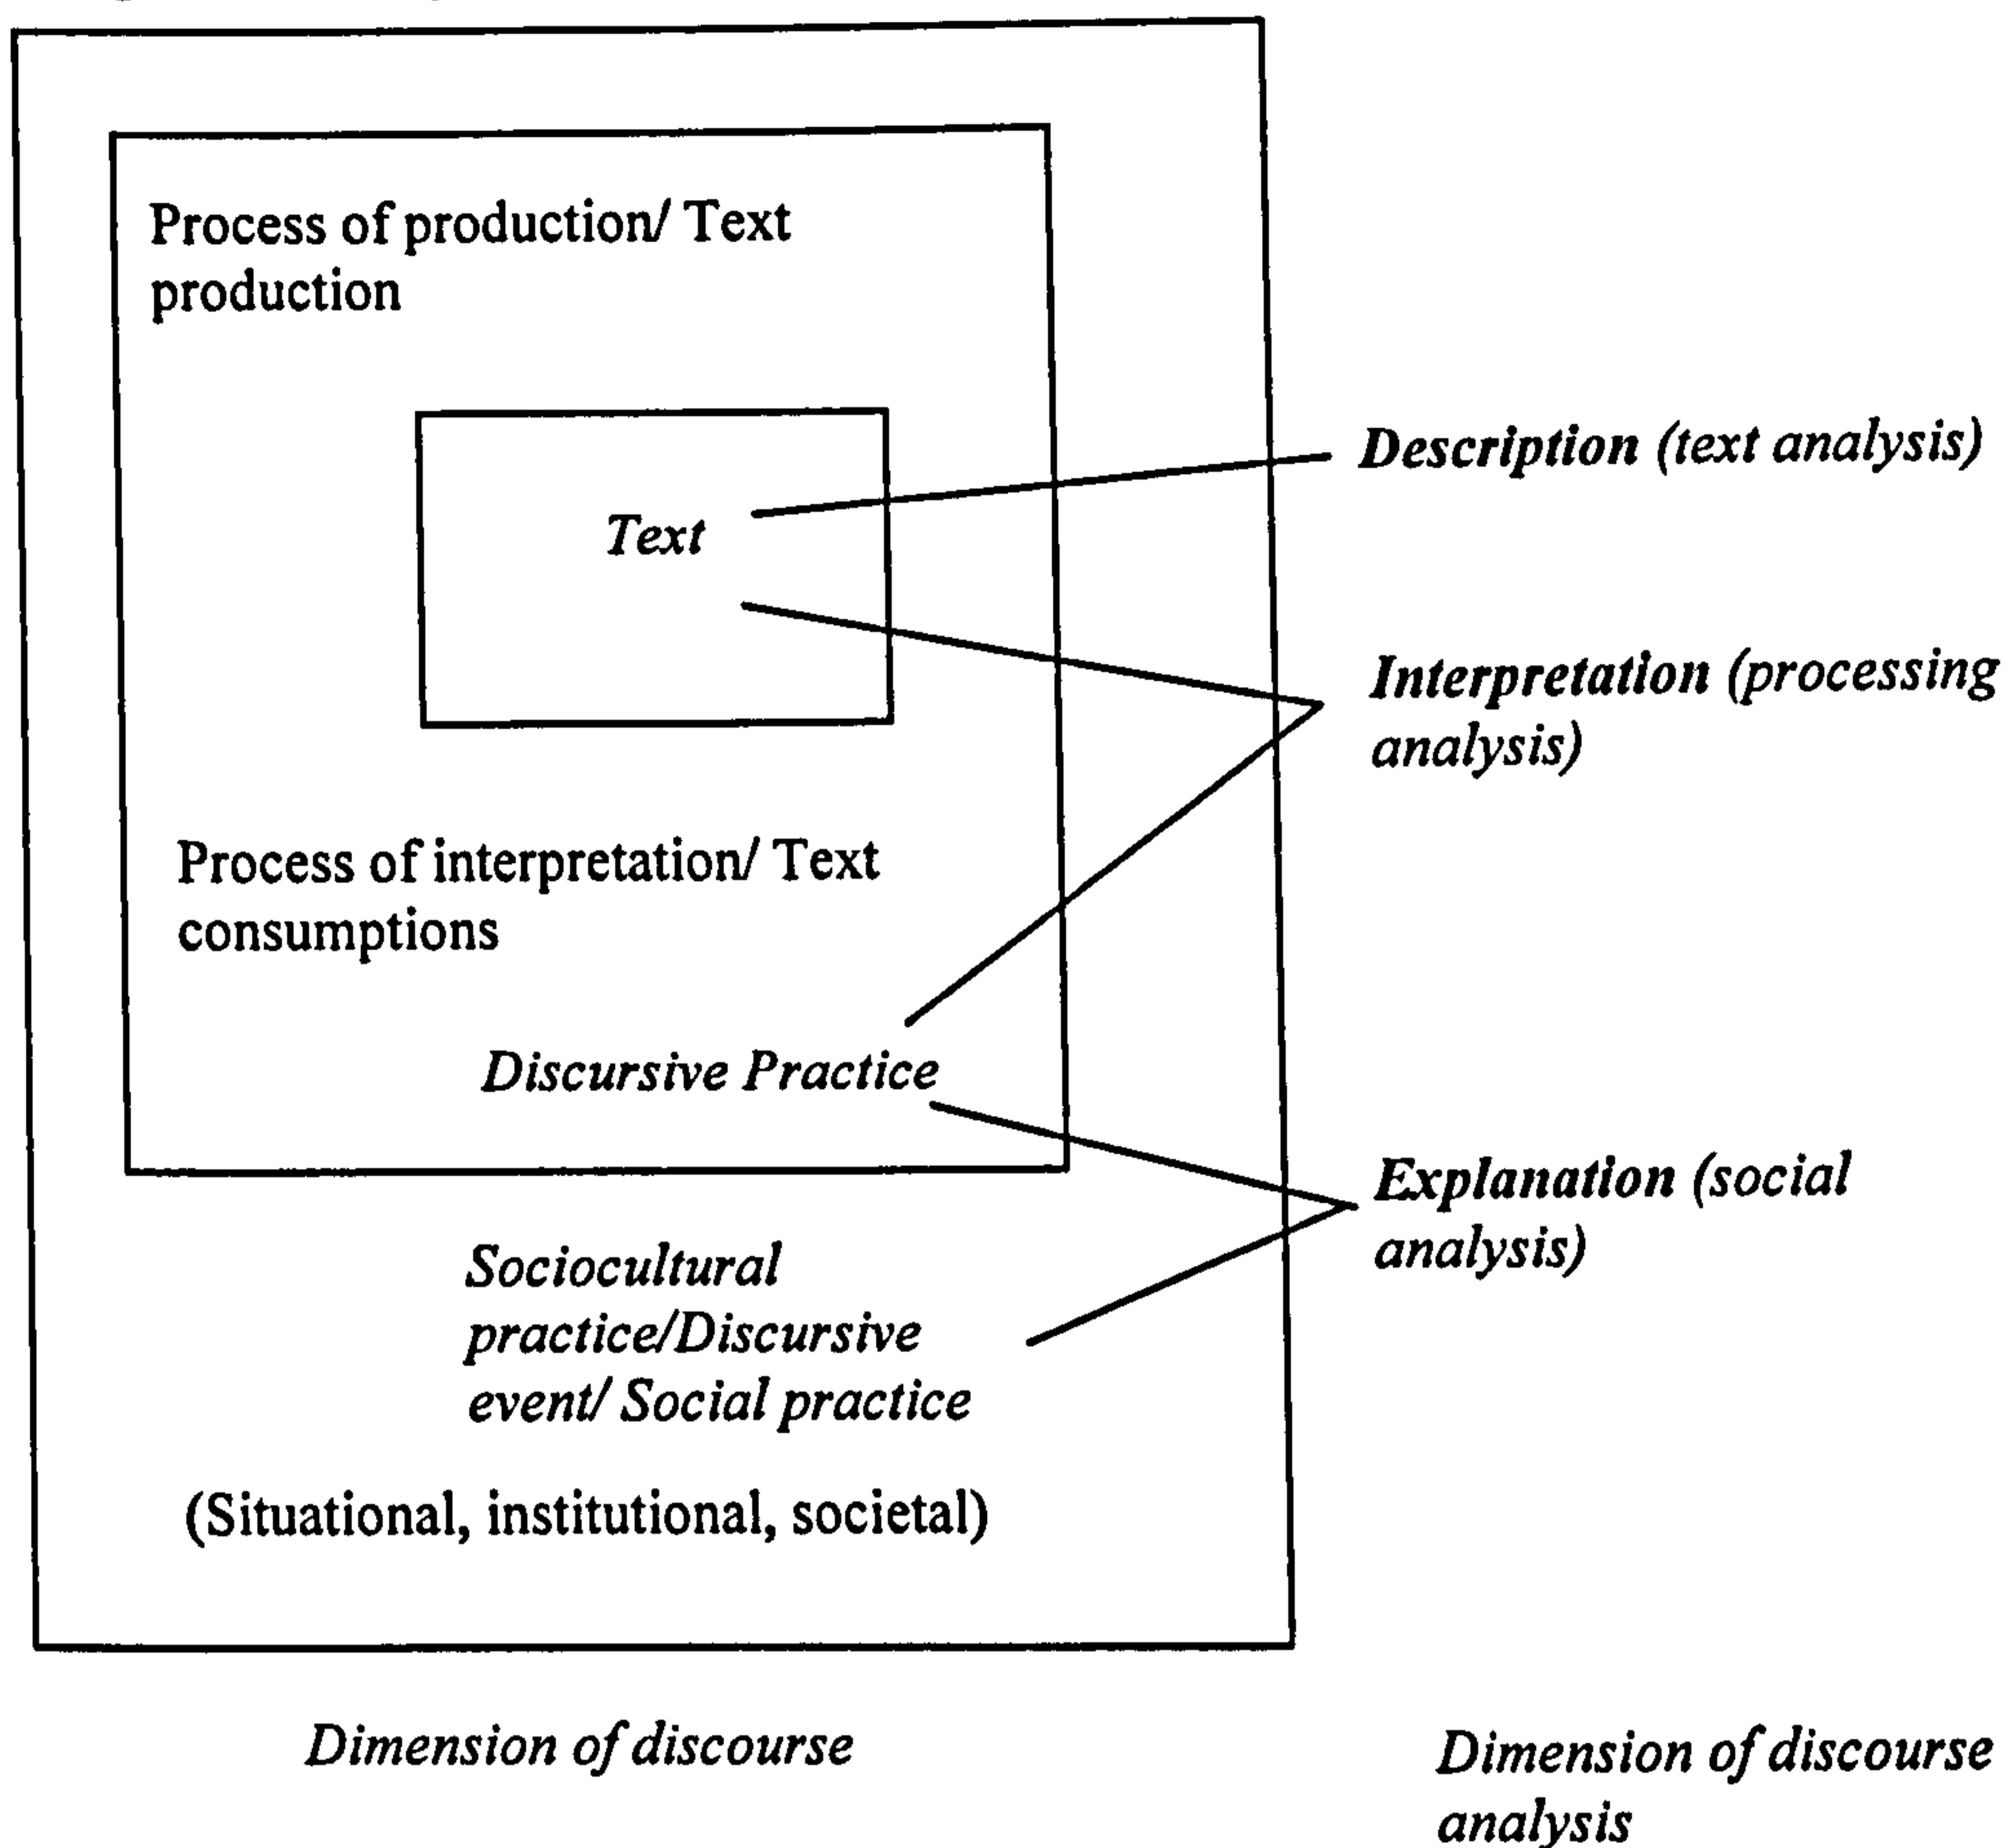 Process of production/ Text
production
Text
Description (text analysis)
Interpretation (processing
analysis)
Process of interpretation/ Text
consumptions
Discursive Practice
Explanation (social
analysis)
Sociocultural
practice/Discursive
event/ Social practice
(Situational, institutional, societal)
Dimension of discourse
Dimension of discourse
analysis